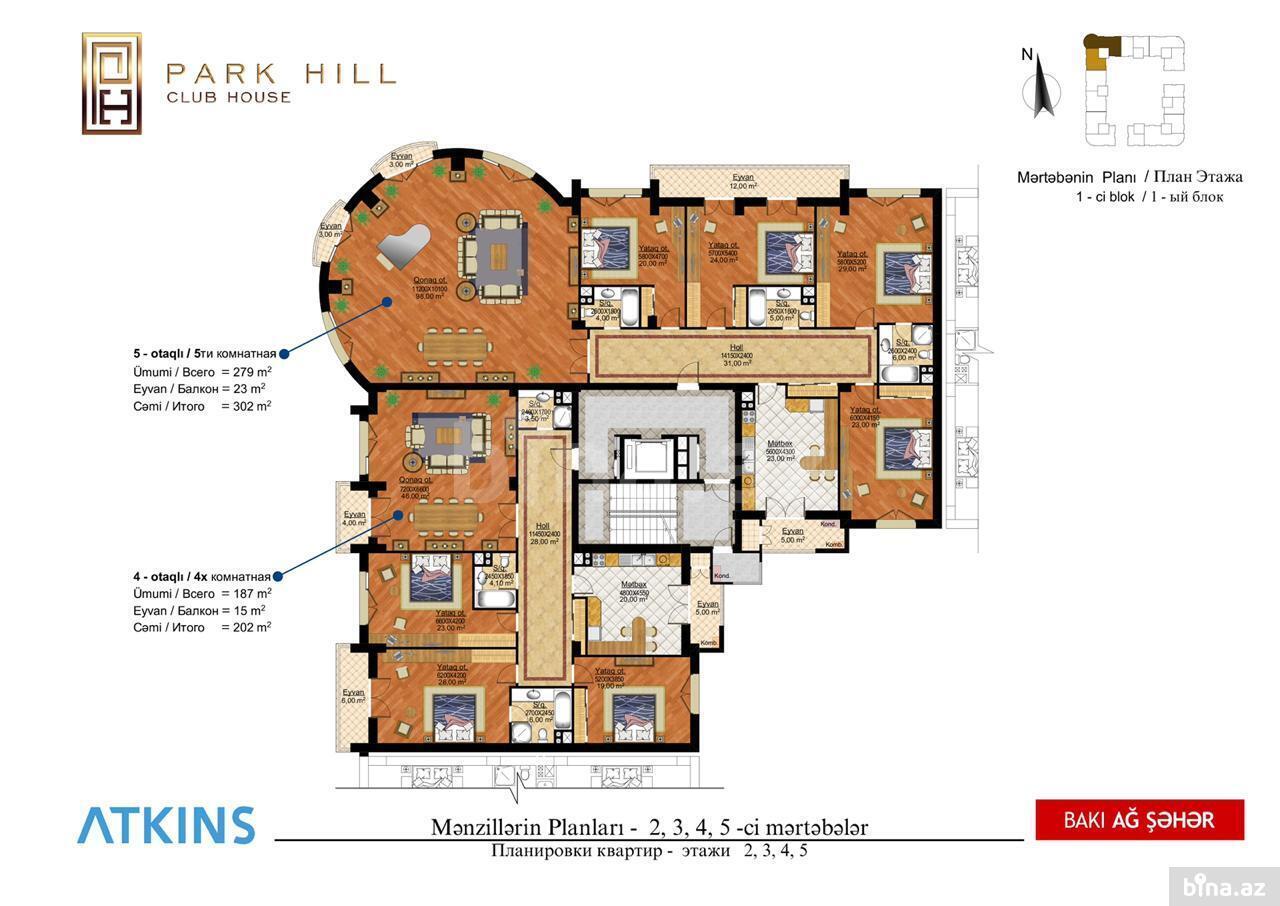 PARK HILL
CLUB HOUSE
N
Mərtəbənin Planı / План Этажа
1 - ci blok / 1 - ый блок
Eyvan
3,00 m²
Eyvan
3,00 m²
Eyvan
12,00 m²
Qonaq ot.
11200X10100
98,00 m²
Yataq ot.
5800X4700
20,00 m²
Yataq ot.
5700X5400
24,00 m²
Yataq ot.
5800X5200
29,00 m²
S/q.
2600X1800
4,00 m²
S/q.
2950X1800
5,00 m²
Holl
14150X2400
31,00 m²
S/q.
2600X2400
6,00 m²
5 - otaqlı / 5ти комнатная
Ümumi / Всего = 279 m²
Eyvan / Балкон = 23 m²
Cəmi / Итого = 302 m²
S/q.
2400X1700
3,50 m²
Yataq ot.
6000X4150
23,00 m²
Mətbəx
5600X4300
23,00 m²
Qonaq ot.
7200X6600
46,00 m²
Eyvan
4,00 m²
Holl
11450X2400
28,00 m²
Eyvan
5,00 m²
Kond.
Komb.
4 - otaqlı / 4х комнатная
Ümumi / Всего = 187 m²
Eyvan / Балкон = 15 m²
Cəmi / Итого = 202 m²
S/q.
2450X1850
4,10 m²
Mətbəx
4800X4550
20,00 m²
Kond.
Eyvan
5,00 m²
Komb.
Yataq ot.
6600X4200
23,00 m²
Yataq ot.
6200X4200
28,00 m²
Yataq ot.
5200X3850
19,00 m²
Eyvan
6,00 m²
S/q.
2700X2450
6,00 m²
ATKINS
Mənzillərin Planları - 2, 3, 4, 5 -ci mərtəbələr
Планировки квартир - этажи 2, 3, 4, 5
BAKI AĞ ŞƏHƏR
bina.az